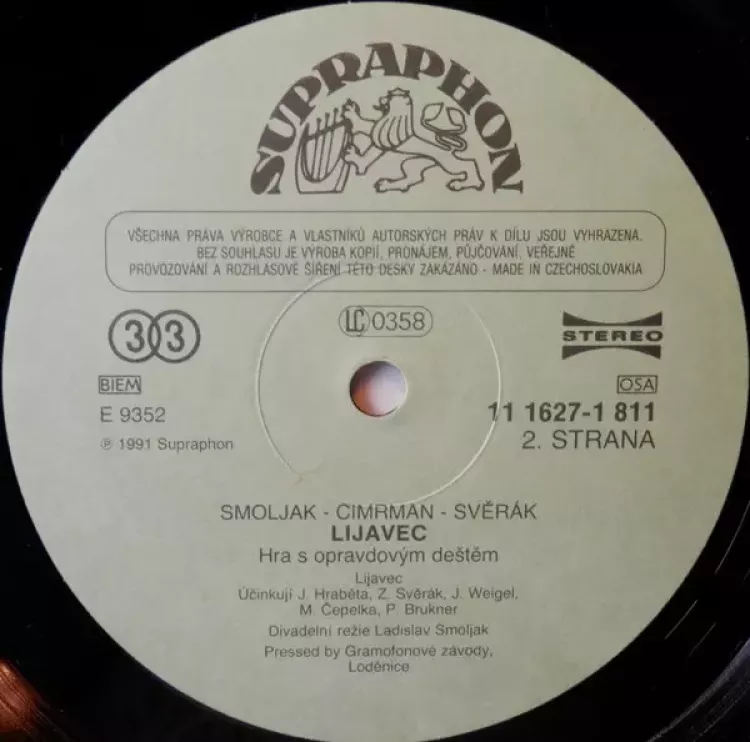 SUPRAPHON
VŠECHNA PRÁVA VÝROBCE A VLASTNÍKŮ AUTORSKÝCH PRÁV K DÍLU JSOU VYHRAZENA.
BEZ SOUHLASU JE VÝROBA KOPIÍ, PRONÁJEM, PŮJČOVÁNÍ, VEŘEJNÉ
PROVOZOVÁNÍ A ROZHLASOVÉ ŠÍŘENÍ TÉTO DESKY ZAKÁZÁNO - MADE IN CZECHOSLOVAKIA
33
LC 0358
STEREO
BIEM
OSA
E 9352
11 1627-1 811
℗ 1991 Supraphon
2. STRANA
SMOLJAK - CIMRMAN - SVĚRÁK
LIJAVEC
Hra s opravdovým deštěm
Lijavec
Účinkují J. Hraběta, Z. Svěrák, J. Weigel,
M. Čepelka, P. Brukner
Divadelní režie Ladislav Smoljak
Pressed by Gramofonové závody,
Loděnice